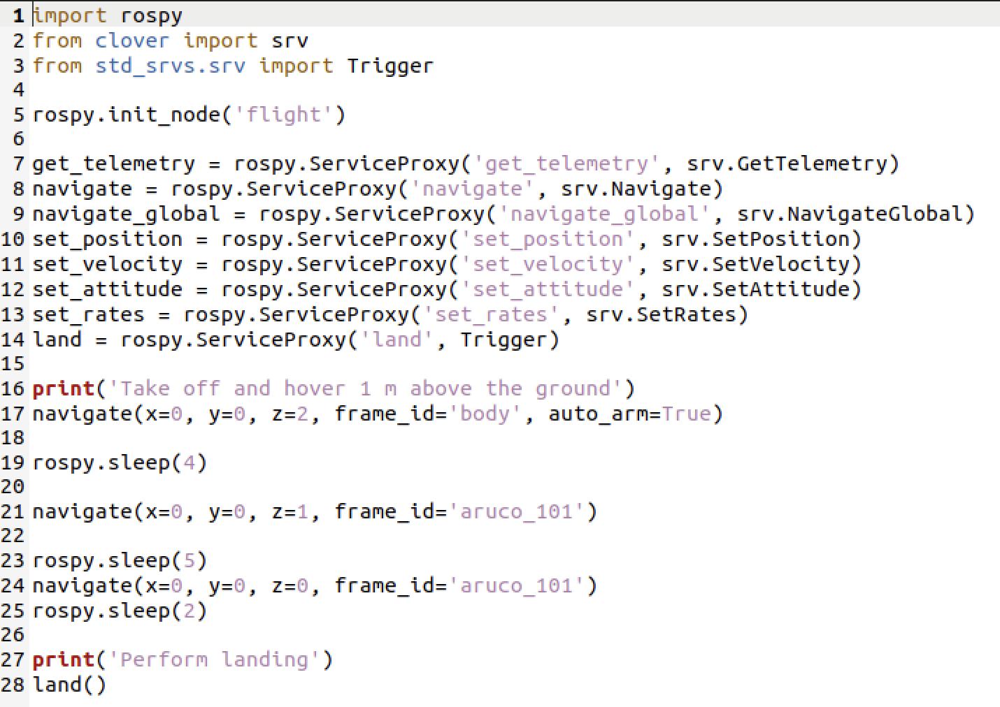 1 import rospy
2 from clover import srv
3 from std_srvs.srv import Trigger
4
5 rospy.init_node('flight')
6
7 get_telemetry = rospy.ServiceProxy('get_telemetry', srv.GetTelemetry)
8 navigate = rospy.ServiceProxy('navigate', srv.Navigate)
9 navigate_global = rospy.ServiceProxy('navigate_global', srv.NavigateGlobal)
10 set_position = rospy.ServiceProxy('set_position', srv.SetPosition)
11 set_velocity = rospy.ServiceProxy('set_velocity', srv.SetVelocity)
12 set_attitude = rospy.ServiceProxy('set_attitude', srv.SetAttitude)
13 set_rates = rospy.ServiceProxy('set_rates', srv.SetRates)
14 land = rospy.ServiceProxy('land', Trigger)
15
16 print('Take off and hover 1 m above the ground')
17 navigate(x=0, y=0, z=2, frame_id='body', auto_arm=True)
18
19 rospy.sleep(4)
20
21 navigate(x=0, y=0, z=1, frame_id='aruco_101')
22
23 rospy.sleep(5)
24 navigate(x=0, y=0, z=0, frame_id='aruco_101')
25 rospy.sleep(2)
26
27 print('Perform landing')
28 land()